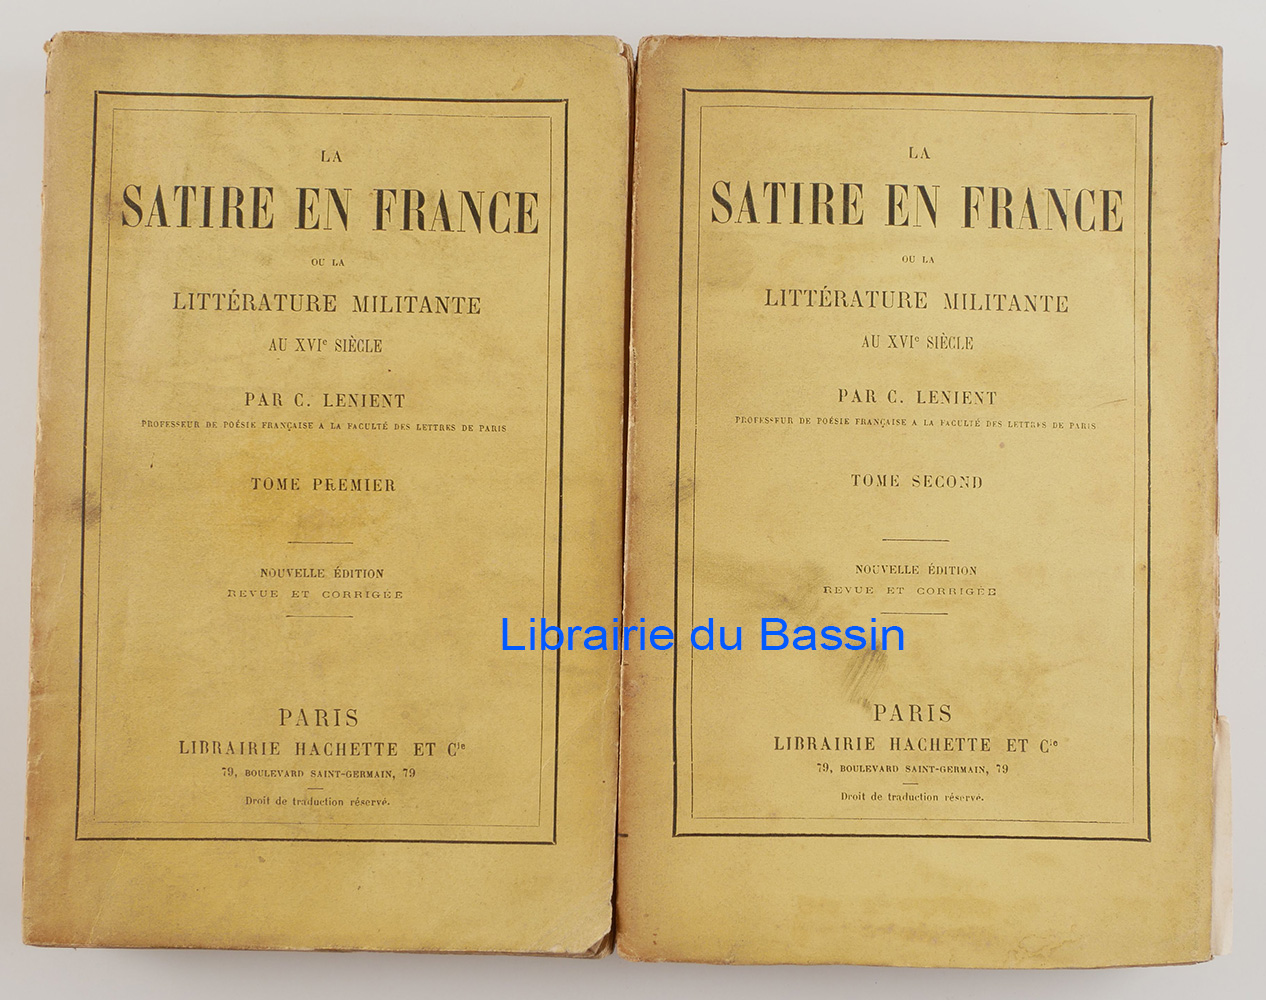 LA
SATIRE EN FRANCE
OU LA
LITTÉRATURE MILITANTE
AU XVIe SIÈCLE
PAR C. LENIENT
PROFESSEUR DE POÉSIE FRANÇAISE A LA FACULTÉ DES LETTRES DE PARIS
TOME PREMIER
NOUVELLE ÉDITION
REVUE ET CORRIGÉE
PARIS
LIBRAIRIE HACHETTE ET Cie
79, BOULEVARD SAINT-GERMAIN, 79
Droit de traduction réservé.
LA
SATIRE EN FRANCE
OU LA
LITTÉRATURE MILITANTE
AU XVIe SIÈCLE
PAR C. LENIENT
PROFESSEUR DE POÉSIE FRANÇAISE A LA FACULTÉ DES LETTRES DE PARIS
TOME SECOND
NOUVELLE ÉDITION
REVUE ET CORRIGÉE
PARIS
LIBRAIRIE HACHETTE ET Cie
79, BOULEVARD SAINT-GERMAIN, 79
Droit de traduction réservé.
Librairie du Bassin